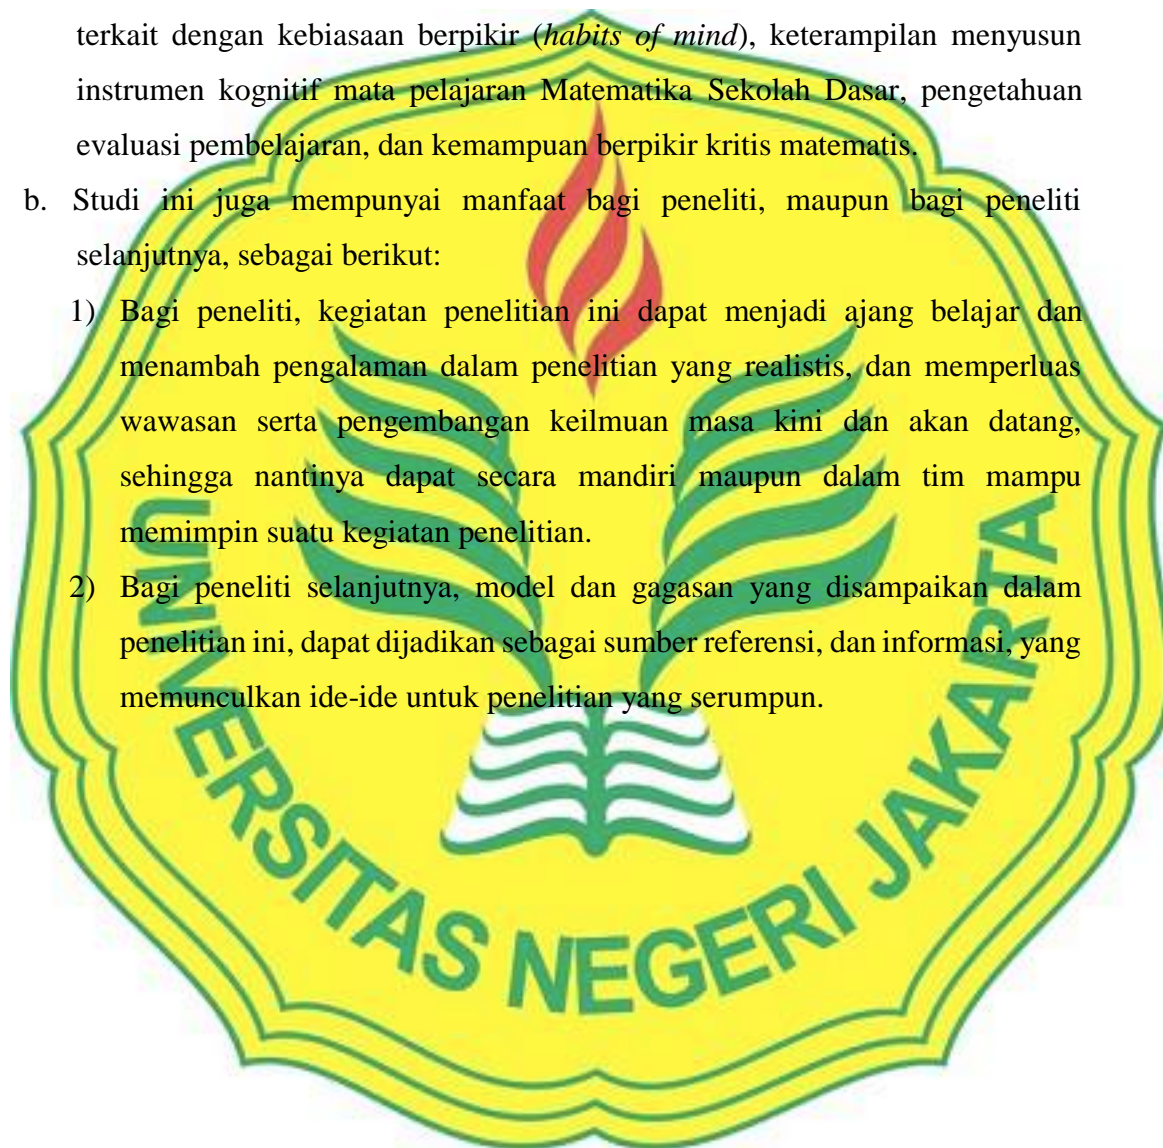 terkait dengan kebiasaan berpikir (habits of mind), keterampilan menyusun
instrumen kognitif mata pelajaran Matematika Sekolah Dasar, pengetahuan
evaluasi pembelajaran, dan kemampuan berpikir kritis matematis.
b. Studi ini juga mempunyai manfaat bagi peneliti, maupun bagi peneliti
selanjutnya, sebagai berikut:
1) Bagi peneliti, kegiatan penelitian ini dapat menjadi ajang belajar dan
menambah pengalaman dalam penelitian yang realistis, dan memperluas
wawasan serta pengembangan keilmuan masa kini dan akan datang,
sehingga nantinya dapat secara mandiri maupun dalam tim mampu
memimpin suatu kegiatan penelitian.
2) Bagi peneliti selanjutnya, model dan gagasan yang disampaikan dalam
penelitian ini, dapat dijadikan sebagai sumber referensi, dan informasi, yang
memunculkan ide-ide untuk penelitian yang serumpun.
UNIVERSITAS NEGERI JAKARTA